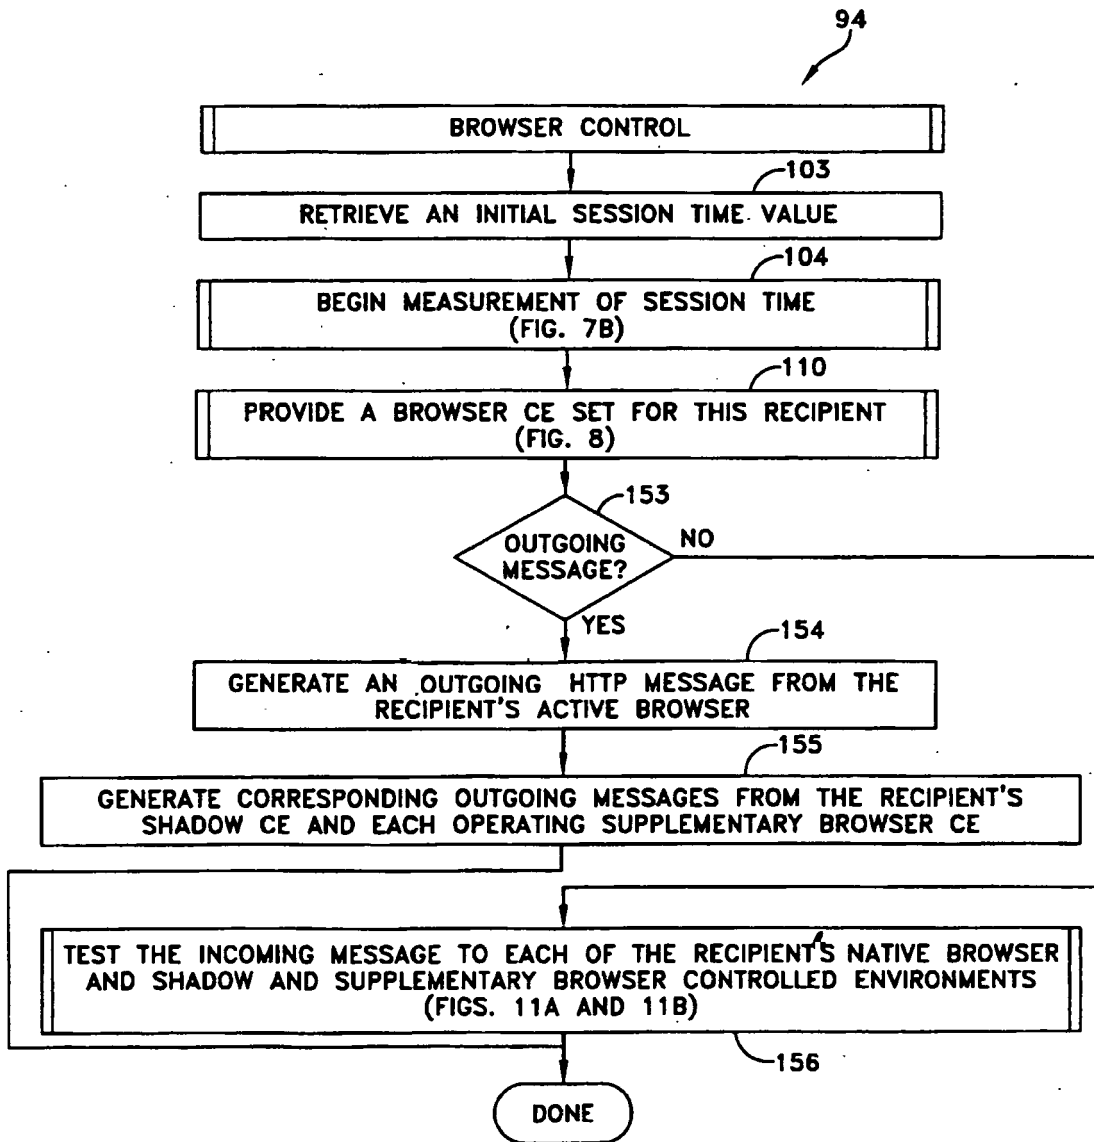 94
BROWSER CONTROL
103
RETRIEVE AN INITIAL SESSION TIME VALUE
104
BEGIN MEASUREMENT OF SESSION TIME
(FIG. 7B)
110
PROVIDE A BROWSER CE SET FOR THIS RECIPIENT
(FIG. 8)
153
OUTGOING
MESSAGE?
NO
YES
154
GENERATE AN OUTGOING HTTP MESSAGE FROM THE
RECIPIENT'S ACTIVE BROWSER
155
GENERATE CORRESPONDING OUTGOING MESSAGES FROM THE RECIPIENT'S
SHADOW CE AND EACH OPERATING SUPPLEMENTARY BROWSER CE
TEST THE INCOMING MESSAGE TO EACH OF THE RECIPIENT'S NATIVE BROWSER
AND SHADOW AND SUPPLEMENTARY BROWSER CONTROLLED ENVIRONMENTS
(FIGS. 11A AND 11B)
156
DONE